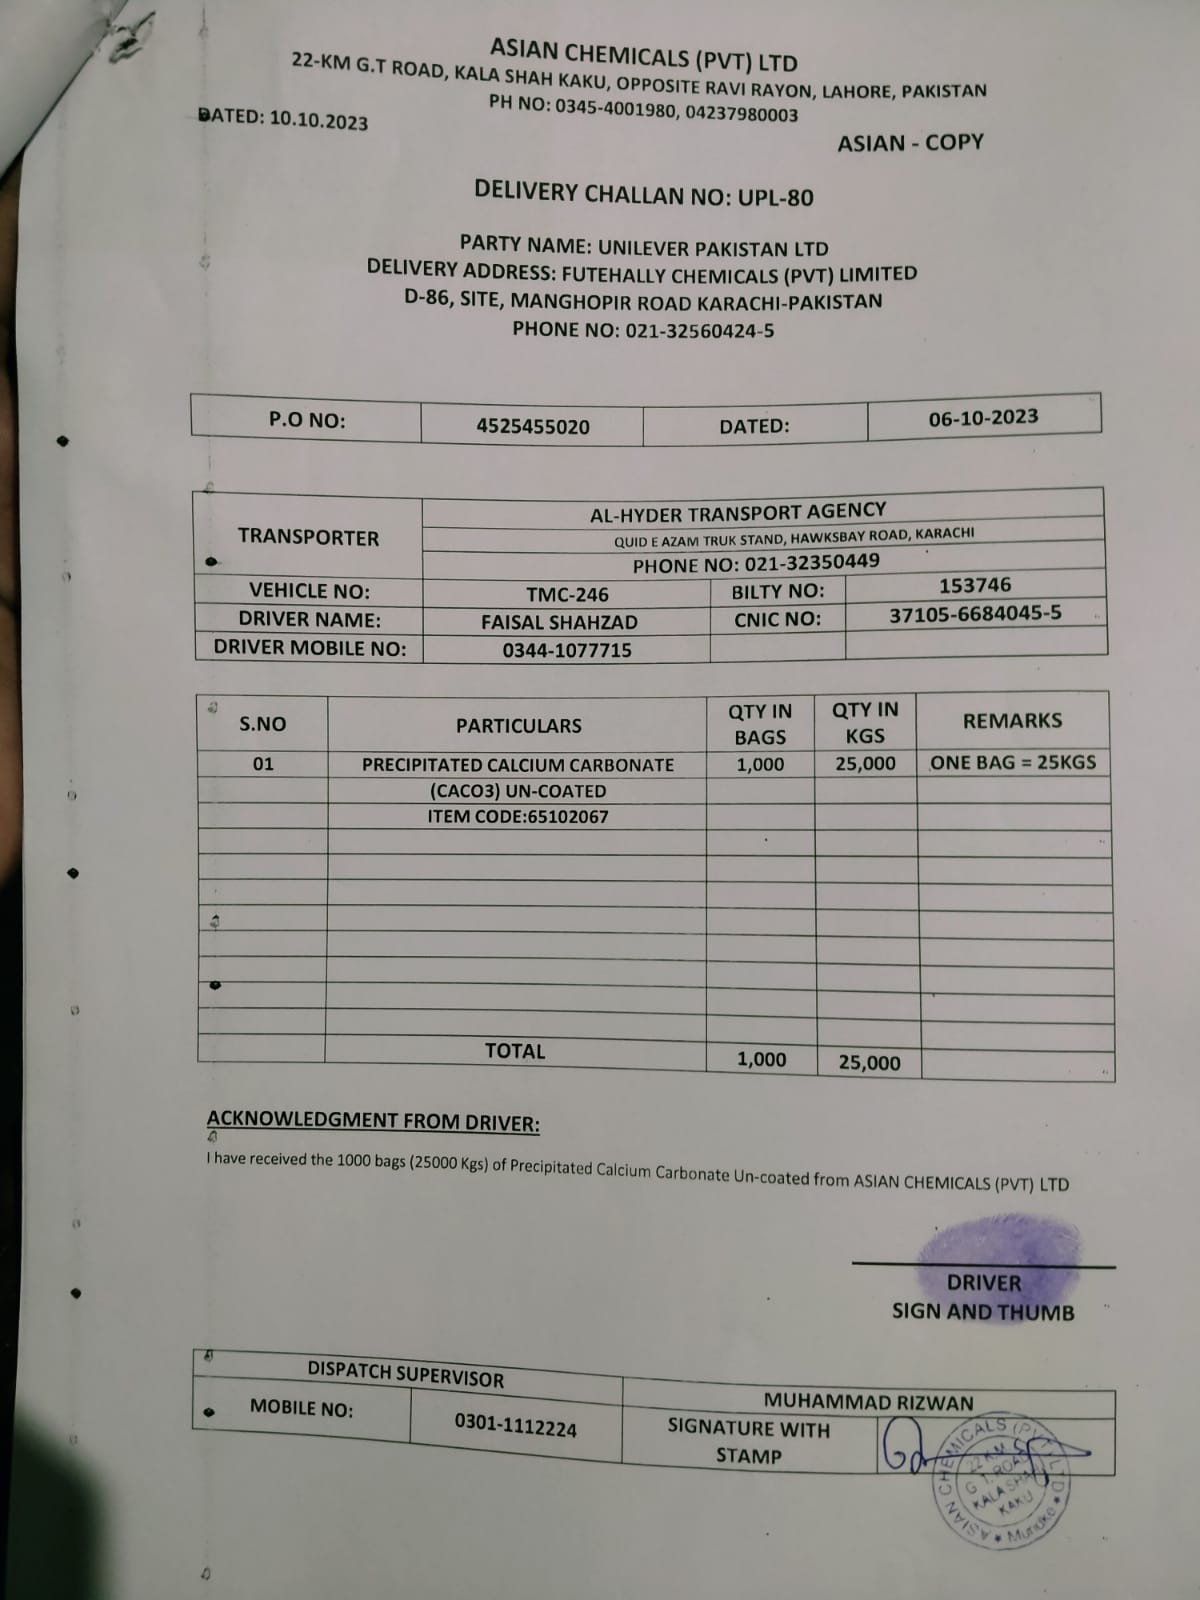 ASIAN CHEMICALS (PVT) LTD
22-KM G.T ROAD, KALA SHAH KAKU, OPPOSITE RAVI RAYON, LAHORE, PAKISTAN
PH NO: 0345-4001980, 04237980003
DATED: 10.10.2023
ASIAN - COPY
DELIVERY CHALLAN NO: UPL-80
PARTY NAME: UNILEVER PAKISTAN LTD
DELIVERY ADDRESS: FUTEHALLY CHEMICALS (PVT) LIMITED
D-86, SITE, MANGHOPIR ROAD KARACHI-PAKISTAN
PHONE NO: 021-32560424-5
P.O NO: 4525455020 DATED: 06-10-2023
TRANSPORTER
AL-HYDER TRANSPORT AGENCY
QUID E AZAM TRUK STAND, HAWKSBAY ROAD, KARACHI
PHONE NO: 021-32350449
VEHICLE NO: TMC-246 BILTY NO: 153746
DRIVER NAME: FAISAL SHAHZAD CNIC NO: 37105-6684045-5
DRIVER MOBILE NO: 0344-1077715
S.NO PARTICULARS QTY IN BAGS QTY IN KGS REMARKS
01 PRECIPITATED CALCIUM CARBONATE 1,000 25,000 ONE BAG = 25KGS
(CACO3) UN-COATED
ITEM CODE:65102067
TOTAL 1,000 25,000
ACKNOWLEDGMENT FROM DRIVER:
I have received the 1000 bags (25000 Kgs) of Precipitated Calcium Carbonate Un-coated from ASIAN CHEMICALS (PVT) LTD
DRIVER
SIGN AND THUMB
DISPATCH SUPERVISOR MUHAMMAD RIZWAN
MOBILE NO: 0301-1112224 SIGNATURE WITH STAMP
ASIAN CHEMICALS (PVT) LTD
22 KM
G T. ROAD
KALA SHAH
KAKU